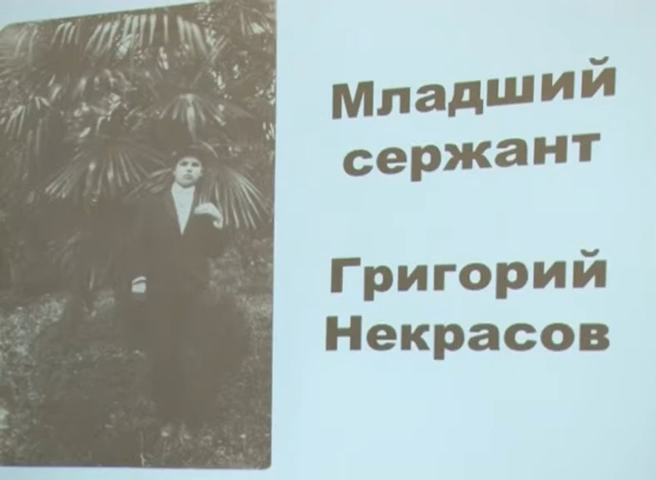 Младший
сержант
Григорий
Некрасов